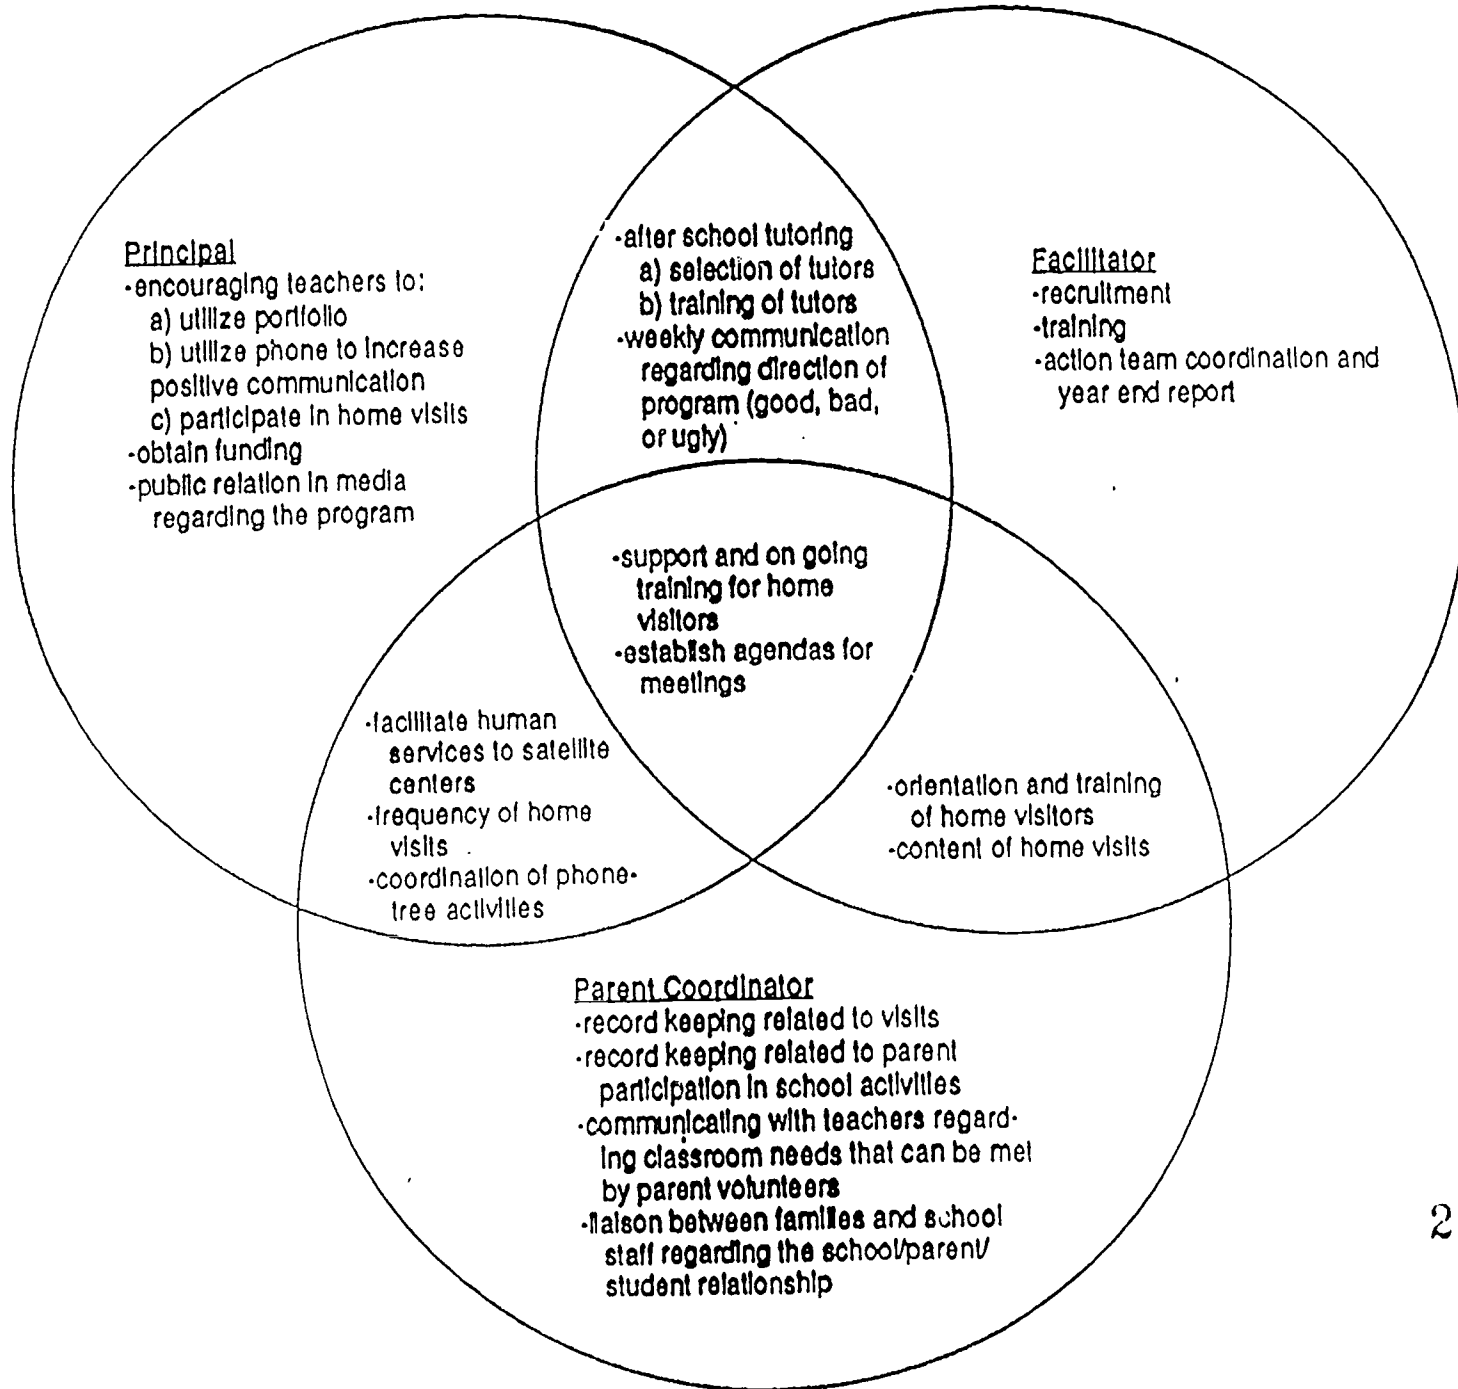 Principal
·encouraging teachers to:
a) utilize portfolio
b) utilize phone to increase
positive communication
c) participate in home visits
·obtain funding
·public relation in media
regarding the program
·after school tutoring
a) selection of tutors
b) training of tutors
·weekly communication
regarding direction of
program (good, bad,
or ugly)
Facilitator
·recruitment
·training
·action team coordination and
year end report
·support and on going
training for home
visitors
·establish agendas for
meetings
·facilitate human
services to satellite
centers
·frequency of home
visits
·coordination of phone-
tree activities
·orientation and training
of home visitors
·content of home visits
Parent Coordinator
·record keeping related to visits
·record keeping related to parent
participation in school activities
·communicating with teachers regard-
ing classroom needs that can be met
by parent volunteers
·liaison between families and school
staff regarding the school/parent/
student relationship
2